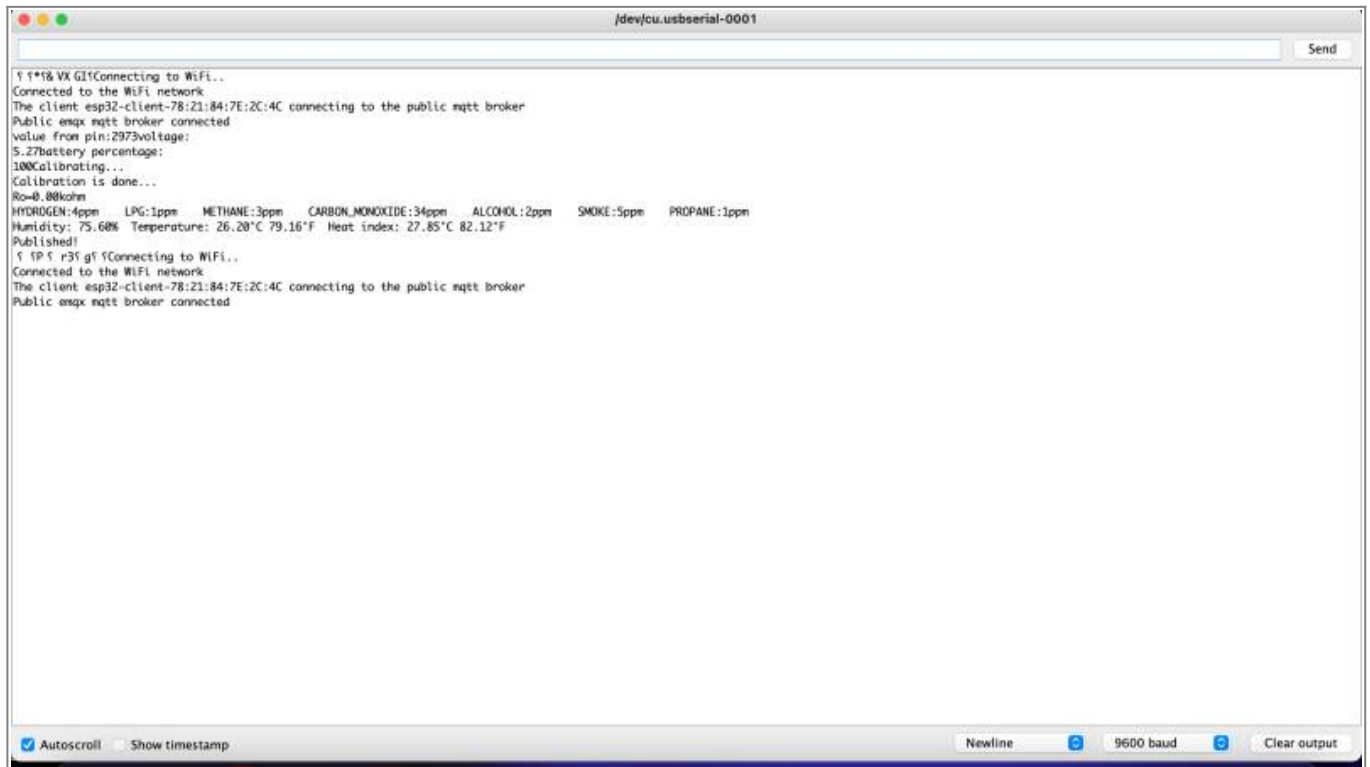 /dev/cu.usbserial-0001
Send
Connecting to WiFi..
Connected to the WiFi network
The client esp32-client-78:21:84:7E:2C:4C connecting to the public mqtt broker
Public emqx mqtt broker connected
value from pin:2973voltage:
5.27battery percentage:
100Calibrating...
Calibration is done...
Ro=0.00kohm
HYDROGEN:4ppm LPG:1ppm METHANE:3ppm CARBON_MONOXIDE:34ppm ALCOHOL:2ppm SMOKE:5ppm PROPANE:1ppm
Humidity: 75.60% Temperature: 26.20°C 79.16°F Heat index: 27.85°C 82.12°F
Published!
Connecting to WiFi..
Connected to the WiFi network
The client esp32-client-78:21:84:7E:2C:4C connecting to the public mqtt broker
Public emqx mqtt broker connected
Autoscroll Show timestamp Newline 9600 baud Clear output